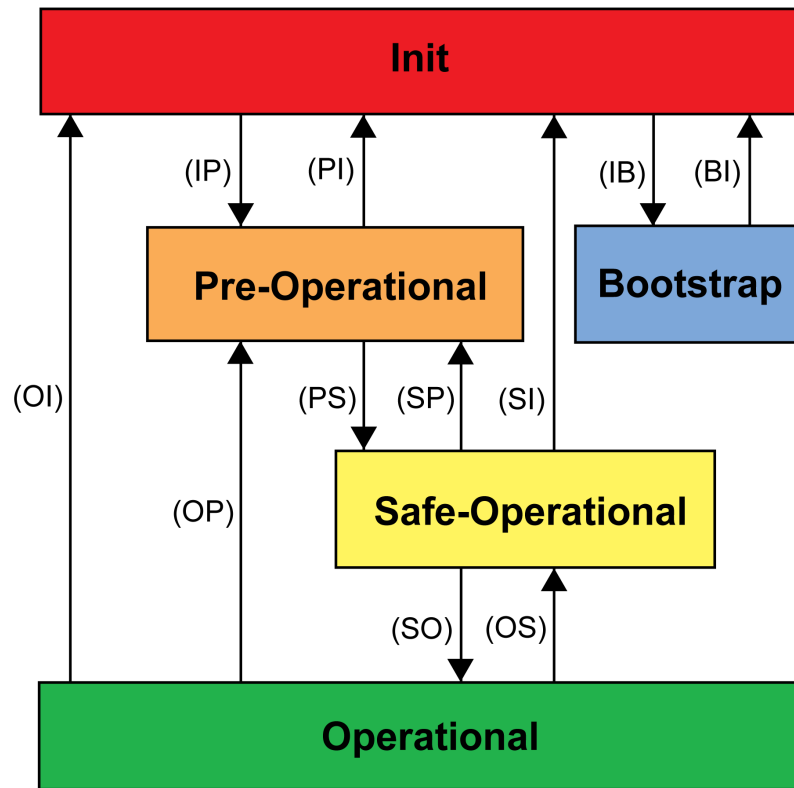 Init
(IP)
(PI)
(IB)
(BI)
Pre-Operational
Bootstrap
(OI)
(PS)
(SP)
(SI)
(OP)
Safe-Operational
(SO)
(OS)
Operational